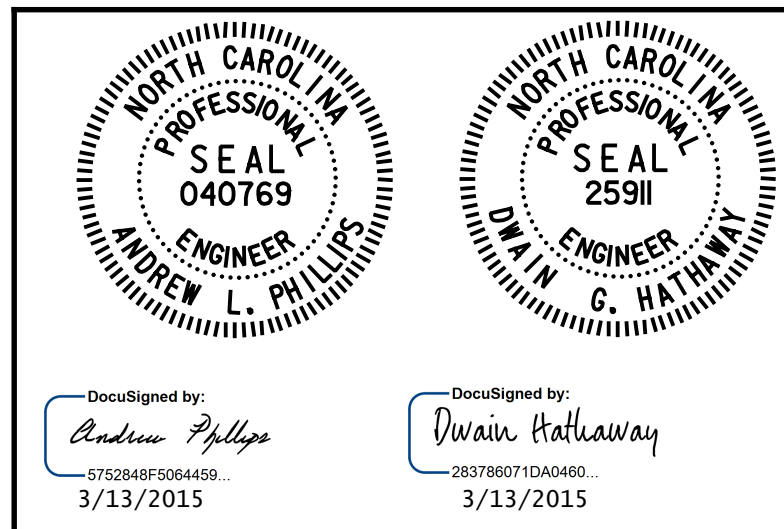 NORTH CAROLINA
PROFESSIONAL
SEAL
040769
ENGINEER
ANDREW L. PHILLIPS
NORTH CAROLINA
PROFESSIONAL
SEAL
25911
ENGINEER
DWAIN G. HATHAWAY
DocuSigned by:
Andrew Phillips
5752848F5064459...
3/13/2015
DocuSigned by:
Dwain Hathaway
283786071DA0460...
3/13/2015